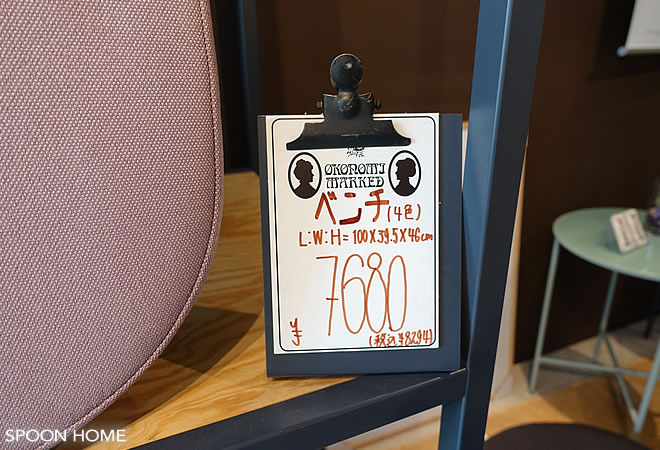 OKONOMI
MARKED
ベンチ(4色)
L:W:H=100X39.5X46cm
7680
¥
(税込¥8294)
SPOON HOME